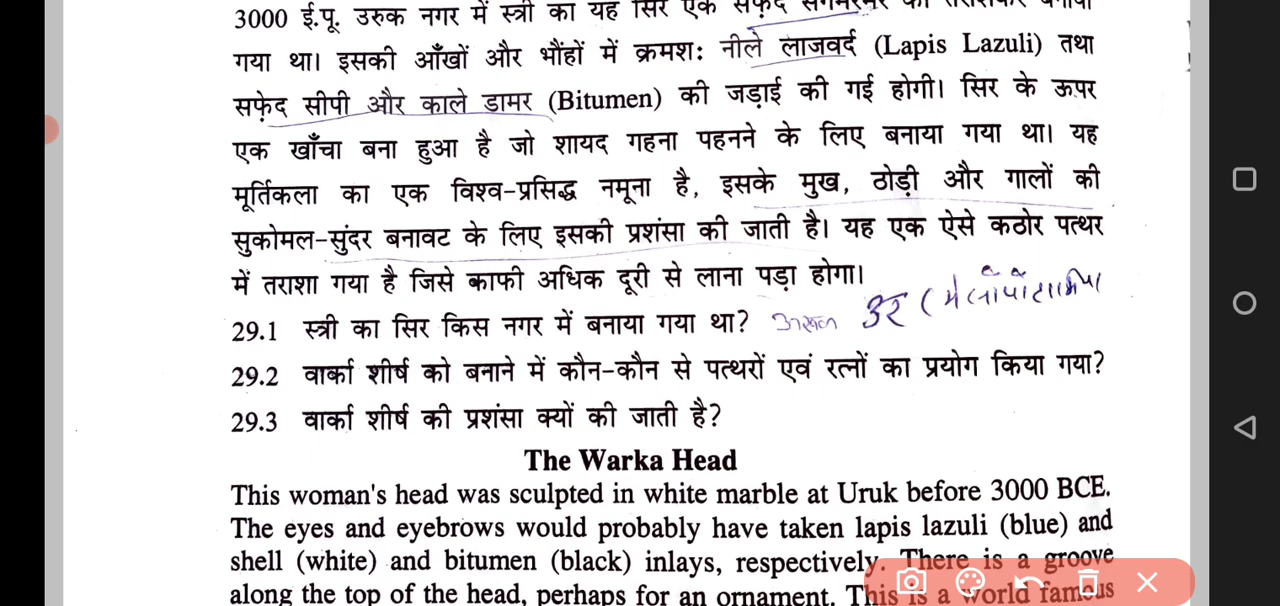 3000 ई.पू. उरुक नगर में स्त्री का यह सिर एक सफ़ेद संगमरमर को तराशकर बनाया
गया था। इसकी आँखों और भौंहों में क्रमश: नीले लाजवर्द (Lapis Lazuli) तथा
सफ़ेद सीपी और काले डामर (Bitumen) की जड़ाई की गई होगी। सिर के ऊपर
एक खाँचा बना हुआ है जो शायद गहना पहनने के लिए बनाया गया था। यह
मूर्तिकला का एक विश्व-प्रसिद्ध नमूना है, इसके मुख, ठोड़ी और गालों की
सुकोमल-सुंदर बनावट के लिए इसकी प्रशंसा की जाती है। यह एक ऐसे कठोर पत्थर
में तराशा गया है जिसे काफी अधिक दूरी से लाना पड़ा होगा।
29.1 स्त्री का सिर किस नगर में बनाया गया था? उर
29.2 वार्का शीर्ष को बनाने में कौन-कौन से पत्थरों एवं रत्नों का प्रयोग किया गया?
29.3 वार्का शीर्ष की प्रशंसा क्यों की जाती है?
The Warka Head
This woman's head was sculpted in white marble at Uruk before 3000 BCE.
The eyes and eyebrows would probably have taken lapis lazuli (blue) and
shell (white) and bitumen (black) inlays, respectively. There is a groove
along the top of the head, perhaps for an ornament. This is a world famous